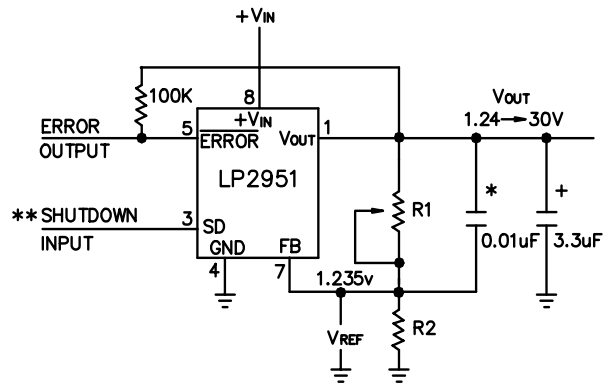 +VIN
100K
8
+VIN
ERROR
OUTPUT
5
ERROR
VOUT
1
VOUT
1.24→30V
LP2951
R1
*
0.01uF
+
3.3uF
** SHUTDOWN
INPUT
3
SD
GND
FB
4
7
1.235v
VREF
R2